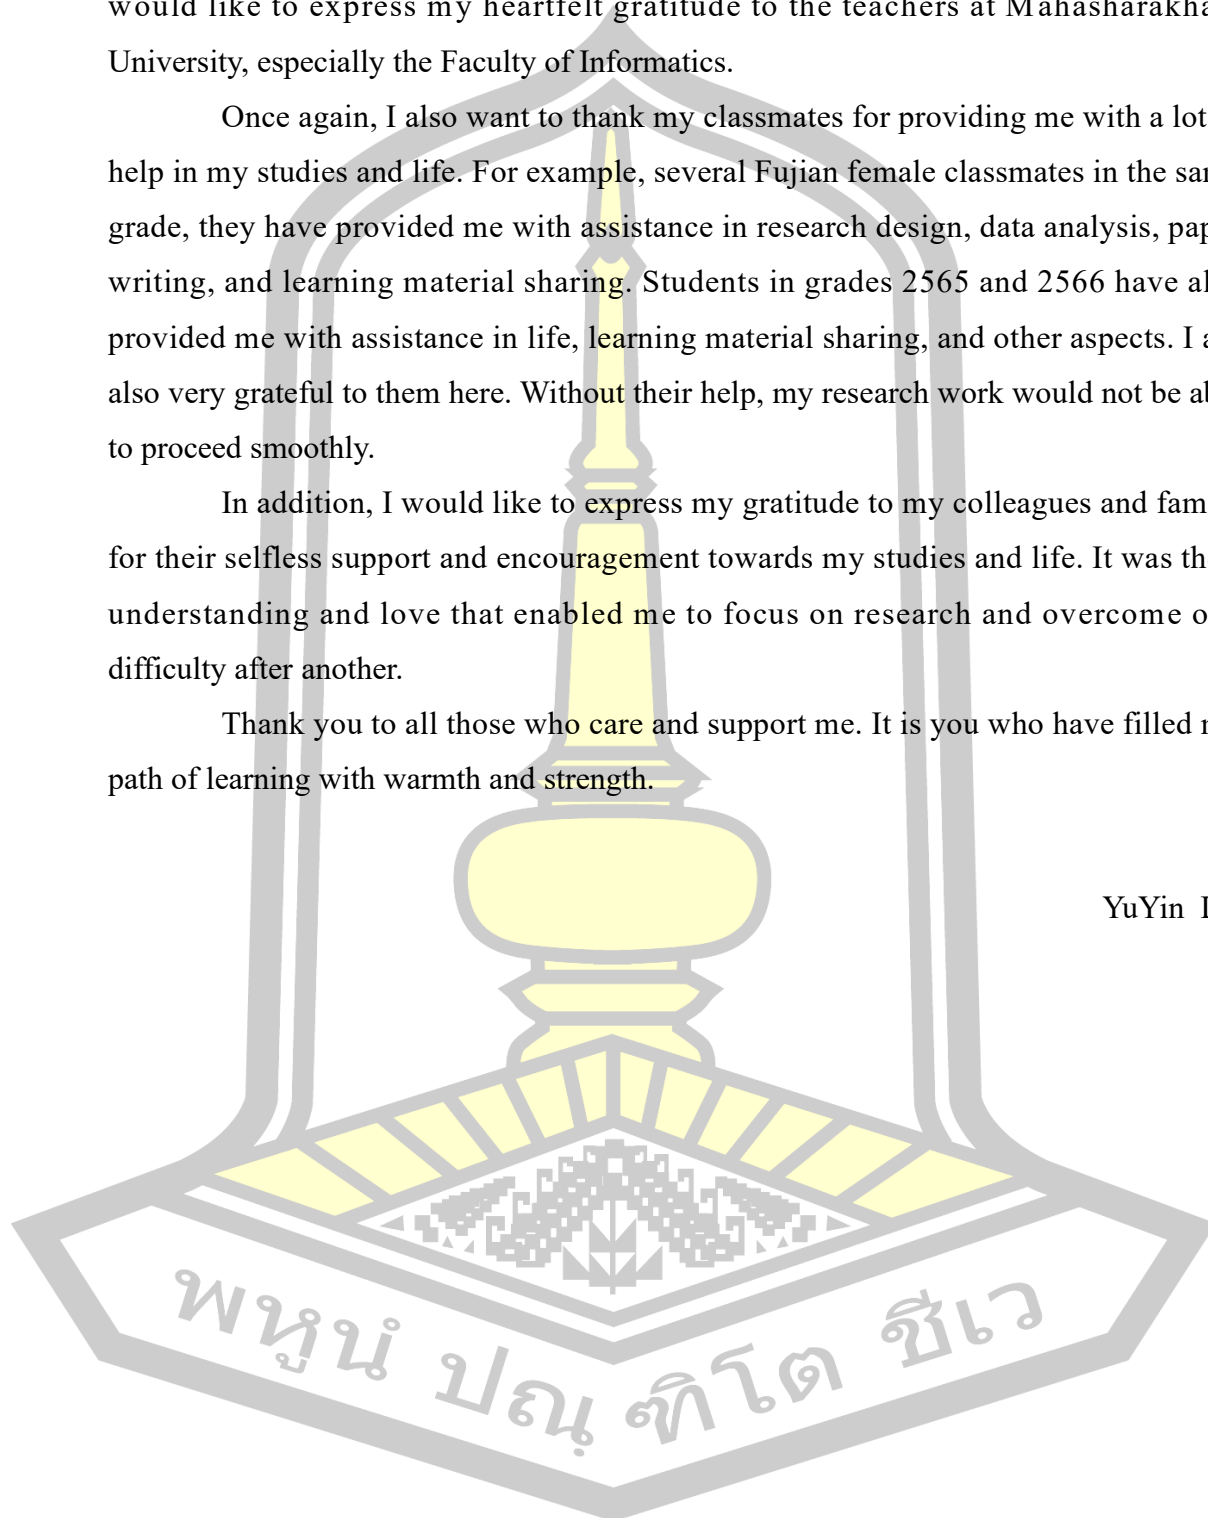 would like to express my heartfelt gratitude to the teachers at Mahasharakha
University, especially the Faculty of Informatics.
Once again, I also want to thank my classmates for providing me with a lot
help in my studies and life. For example, several Fujian female classmates in the sa
grade, they have provided me with assistance in research design, data analysis, pap
writing, and learning material sharing. Students in grades 2565 and 2566 have al
provided me with assistance in life, learning material sharing, and other aspects. I a
also very grateful to them here. Without their help, my research work would not be ab
to proceed smoothly.
In addition, I would like to express my gratitude to my colleagues and fam
for their selfless support and encouragement towards my studies and life. It was th
understanding and love that enabled me to focus on research and overcome o
difficulty after another.
Thank you to all those who care and support me. It is you who have filled
path of learning with warmth and strength.
YuYin
พหูนํ ปณฺฑิโต ชีเว